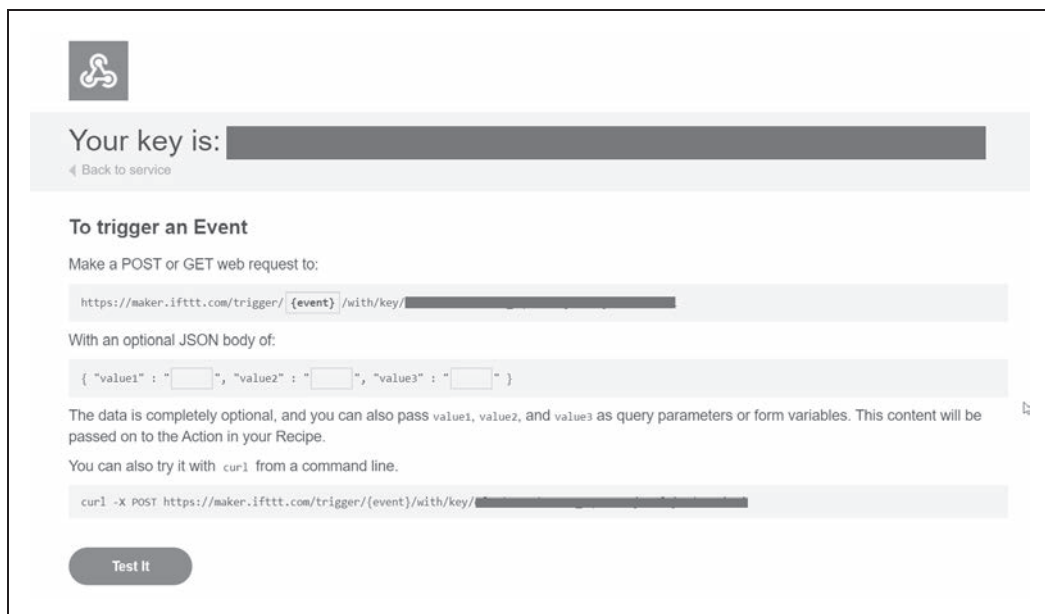 Your key is:
Back to service
To trigger an Event
Make a POST or GET web request to:
https://maker.ifttt.com/trigger/ {event} /with/key/
With an optional JSON body of:
{ "value1" : " ", "value2" : " ", "value3" : " " }
The data is completely optional, and you can also pass value1, value2, and value3 as query parameters or form variables. This content will be
passed on to the Action in your Recipe.
You can also try it with curl from a command line.
curl -X POST https://maker.ifttt.com/trigger/{event}/with/key/
Test It